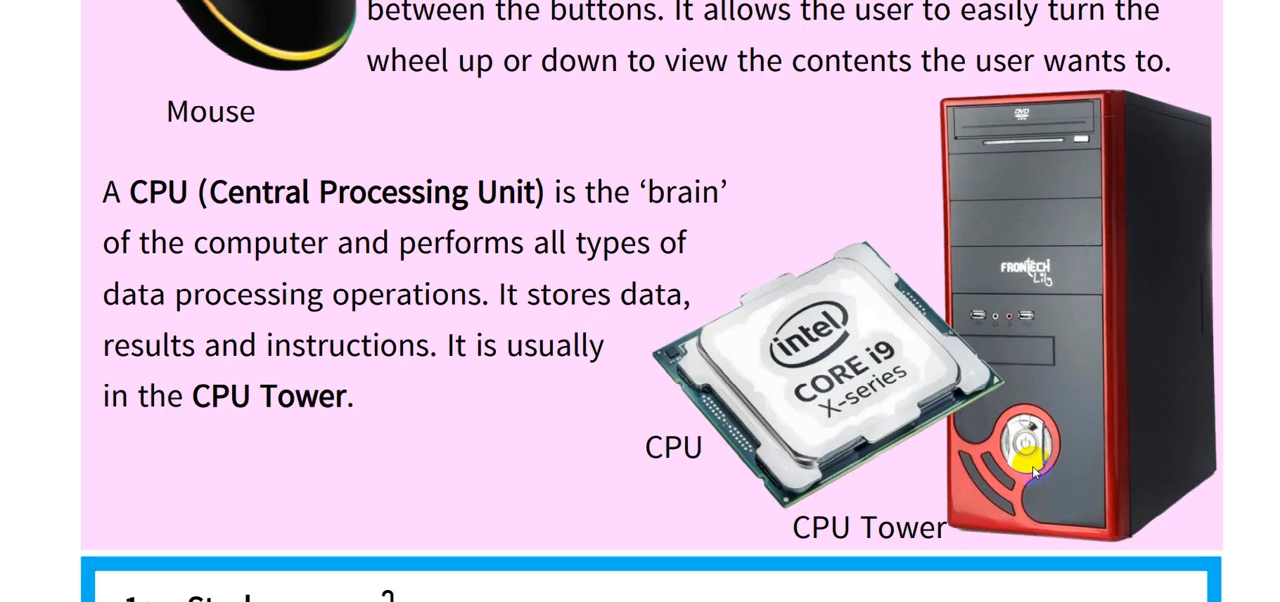 between the buttons. It allows the user to easily turn the
wheel up or down to view the contents the user wants to.
Mouse
A CPU (Central Processing Unit) is the ‘brain’
of the computer and performs all types of
data processing operations. It stores data,
results and instructions. It is usually
in the CPU Tower.
DVD
FRONTECH
Lily
intel
CORE i9
X-series
CPU
CPU Tower